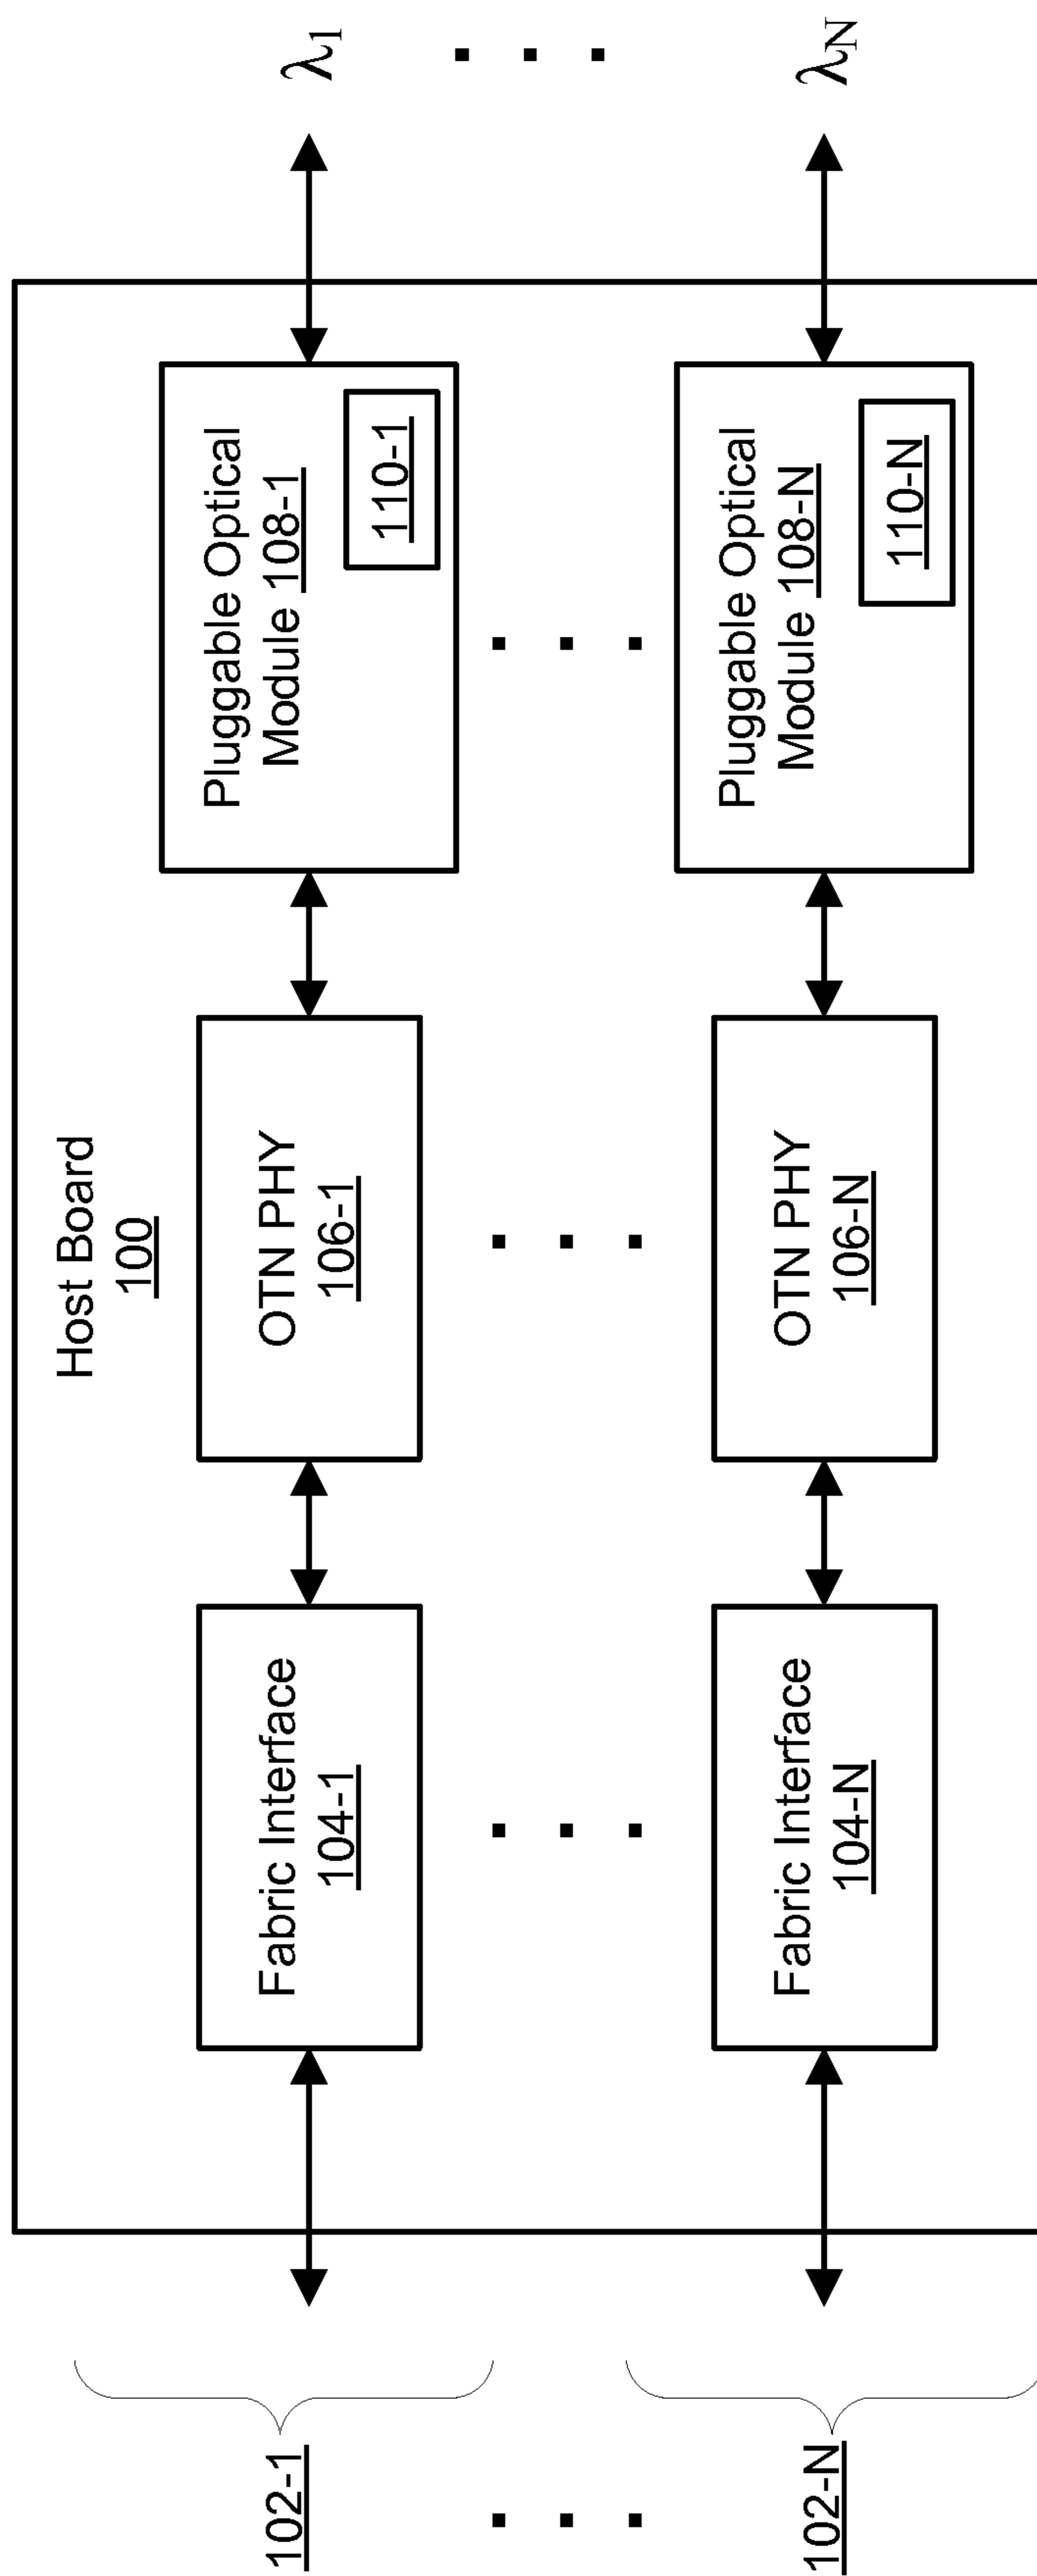 Host Board
100
102-1
Fabric Interface
104-1
OTN PHY
106-1
Pluggable Optical
Module 108-1
110-1
λ1
102-N
Fabric Interface
104-N
OTN PHY
106-N
Pluggable Optical
Module 108-N
110-N
λN